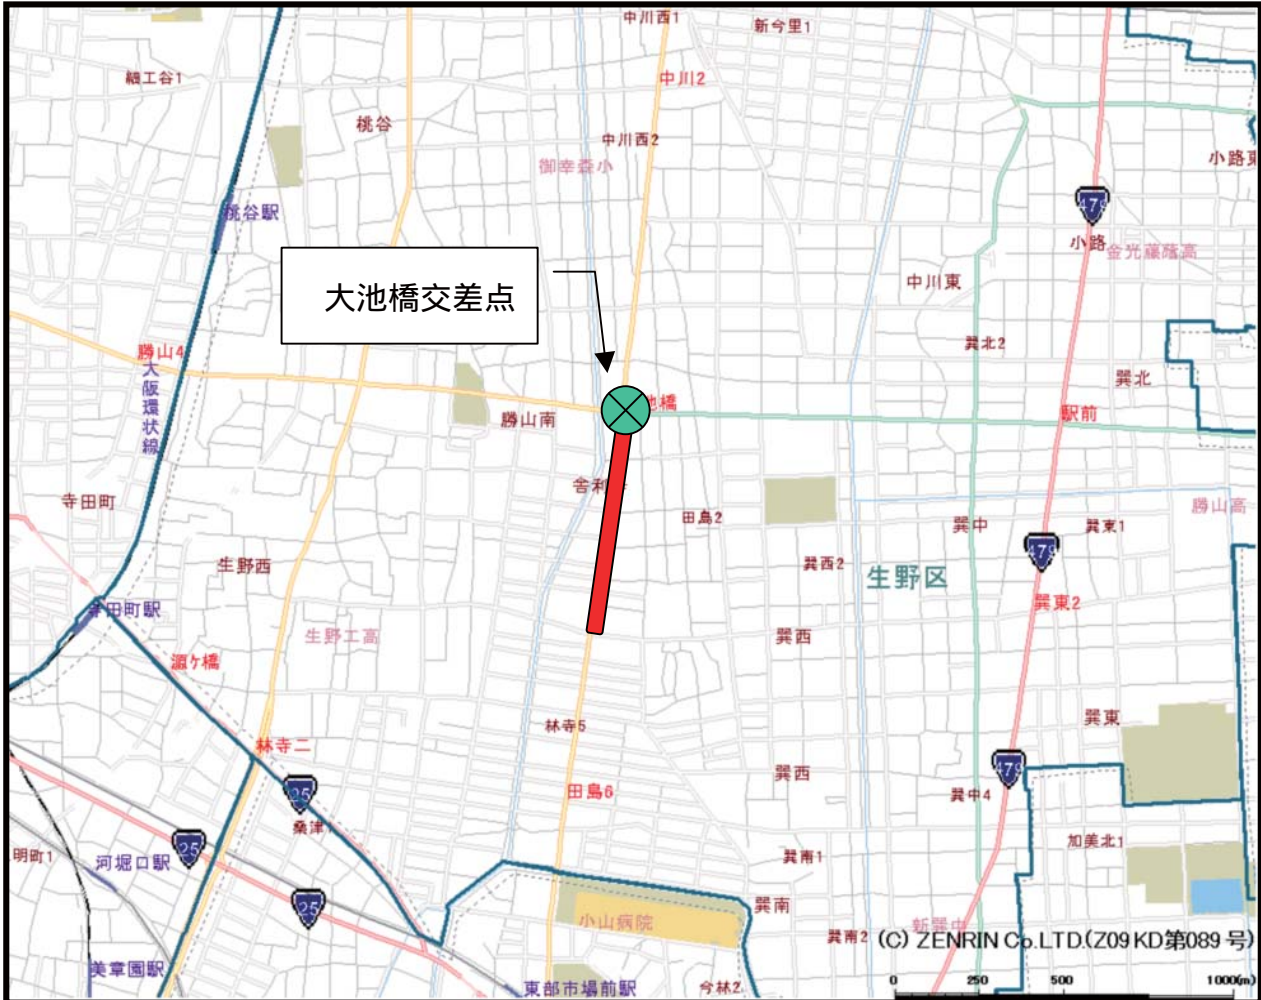 中川西1
新今里1
細工谷1
中川2
桃谷
中川西2
御幸森小
小路東
桃谷駅
479
小路
金光藤蔭高
大池橋交差点
中川東
巽北2
勝山4
大阪環状線
巽北
勝山南
池橋
駅前
寺田町
舎利
田島2
勝山高
巽中
巽東1
479
生野西
巽西2
生野区
寺田町駅
巽東2
生野工高
巽西
源ケ橋
林寺5
巽東
林寺二
巽西
479
25
田島6
巽中4
桑津1
25
明町1
河堀口駅
巽南1
加美北1
25
小山病院
巽南
新巽中
巽南2
(C) ZENRIN Co.LTD.(Z09 KD第089 号)
美章園駅
東部市場前駅
今林2
0 250 500 1000(m)